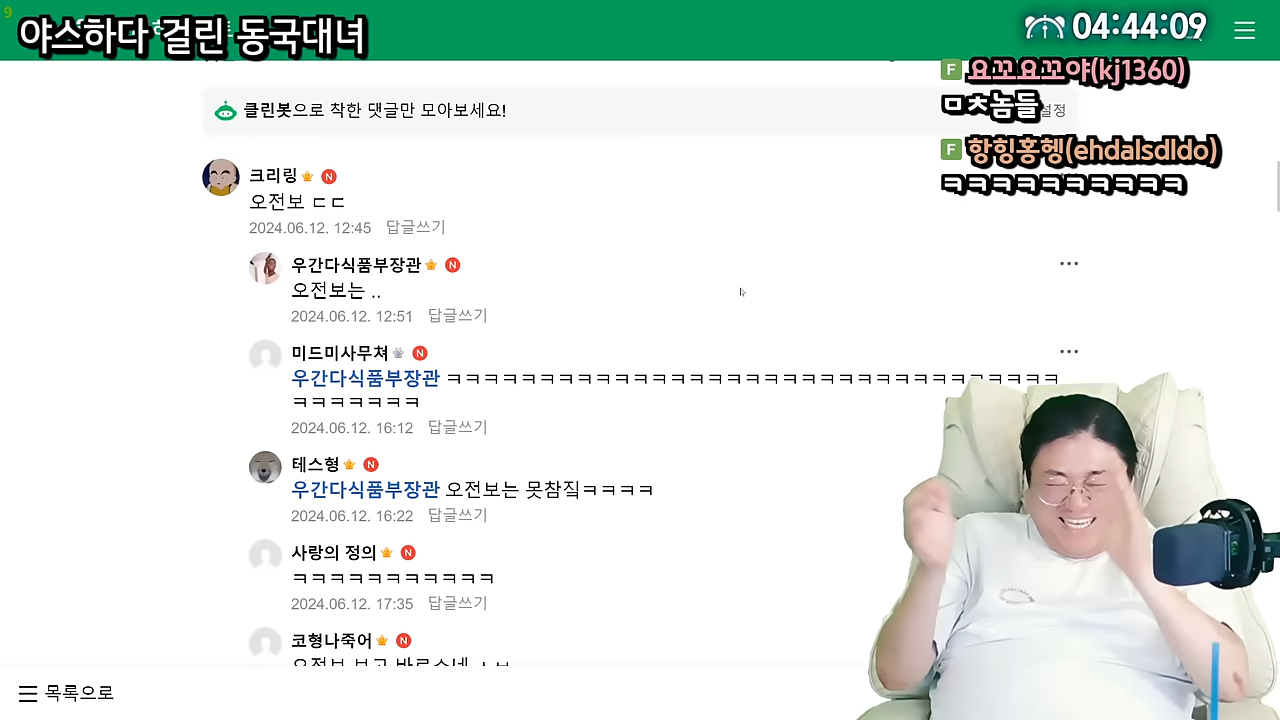 9
야스하다 걸린 동국대녀
04:44:09
F 요꼬요꼬야(kj1360)
ㅁㅊ놈들
F 항힝홍헹(ehdalsdldo)
ㅋㅋㅋㅋㅋㅋㅋㅋㅋㅋ
클린봇으로 착한 댓글만 모아보세요!
설정
크리링 N
오전보 ㄷㄷ
2024.06.12. 12:45 답글쓰기
우간다식품부장관 N
오전보는 ..
2024.06.12. 12:51 답글쓰기
미드미사무쳐 N
우간다식품부장관 ㅋㅋㅋㅋㅋㅋㅋㅋㅋㅋㅋㅋㅋㅋㅋㅋㅋㅋㅋㅋㅋㅋㅋㅋㅋㅋㅋㅋㅋㅋㅋㅋㅋ
ㅋㅋㅋㅋㅋㅋㅋ
2024.06.12. 16:12 답글쓰기
테스형 N
우간다식품부장관 오전보는 못참짘ㅋㅋㅋㅋ
2024.06.12. 16:22 답글쓰기
사랑의 정의 N
ㅋㅋㅋㅋㅋㅋㅋㅋㅋㅋㅋ
2024.06.12. 17:35 답글쓰기
코형나죽어 N
목록으로